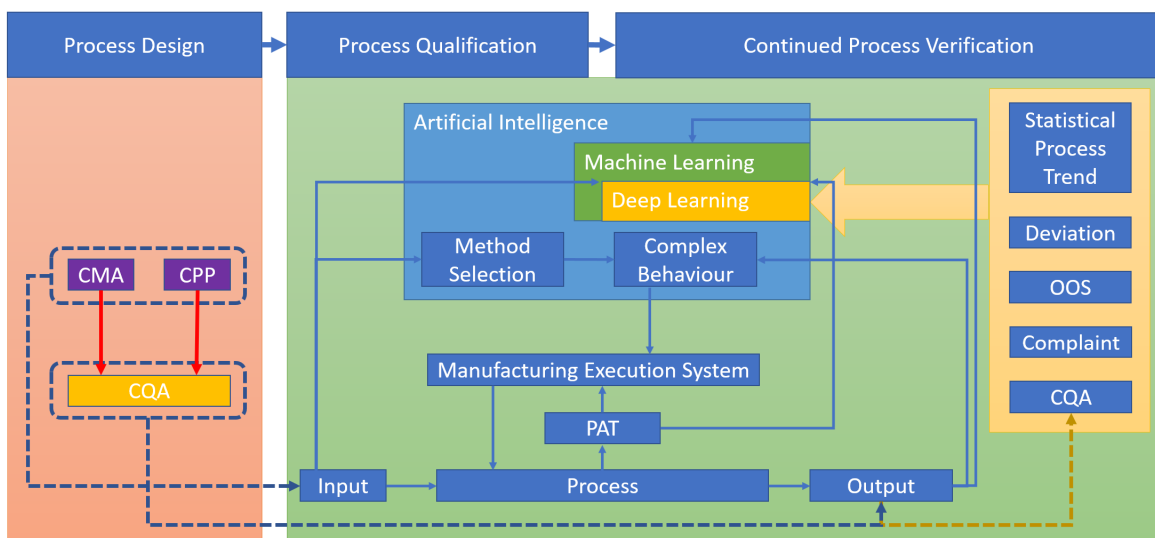 Process Design
Process Qualification
Continued Process Verification
Artificial Intelligence
Machine Learning
Deep Learning
Method
Selection
Complex
Behaviour
Statistical
Process
Trend
Deviation
OOS
Complaint
CQA
CMA
CPP
CQA
Manufacturing Execution System
PAT
Input
Process
Output